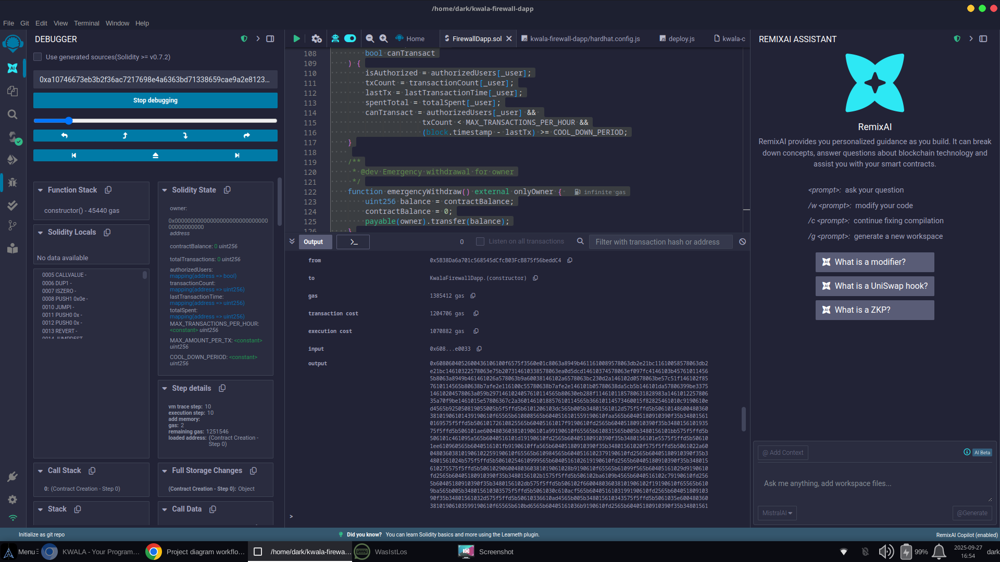 /home/dark/kwala-firewall-dapp
File Git Edit View Terminal Window Help
DEBUGGER
Use generated sources(Solidity >= v0.7.2)
0xa10746673eb3b2f36ac7217698e4a6363bd71338659cae9a2e8123...
Stop debugging
Function Stack
constructor() - 45440 gas
Solidity Locals
No data available
0005 CALLVALUE -
0006 DUP1 -
0007 ISZERO -
0008 PUSH1 0x0e -
0010 JUMPI -
0011 PUSH0 0x -
0012 PUSH0 0x -
0013 REVERT -
0014 JUMPDEST
Solidity State
owner:
address
contractBalance: 0 uint256
totalTransactions: 0 uint256
authorizedUsers:
mapping(address => bool)
transactionCount:
mapping(address => uint256)
lastTransactionTime:
mapping(address => uint256)
totalSpent:
mapping(address => uint256)
MAX_TRANSACTIONS_PER_HOUR:
<constant> uint256
MAX_AMOUNT_PER_TX: <constant>
uint256
COOL_DOWN_PERIOD: <constant>
uint256
Step details
vm trace step: 10
execution step: 10
add memory:
gas: 2
remaining gas: 1251546
loaded address: (Contract Creation -
Step 0)
Call Stack
0: (Contract Creation - Step 0)
Full Storage Changes
(Contract Creation - Step 0): Object
Stack
Call Data
Home
FirewallDapp.sol
kwala-firewall-dapp/hardhat.config.js
deploy.js
kwala-c
108 bool canTransact
109 ) {
110 isAuthorized = authorizedUsers[_user];
111 txCount = transactionCount[_user];
112 lastTx = lastTransactionTime[_user];
113 spentTotal = totalSpent[_user];
114 canTransact = authorizedUsers[_user] &&
115 txCount < MAX_TRANSACTIONS_PER_HOUR &&
116 (block.timestamp - lastTx) >= COOL_DOWN_PERIOD;
117 }
118
119 /**
120 * @dev Emergency withdrawal for owner
121 */
122 function emergencyWithdraw() external onlyOwner { infinite gas
123 uint256 balance = contractBalance;
124 contractBalance = 0;
125 payable(owner).transfer(balance);
126 }
Output
>_
0
Listen on all transactions
Filter with transaction hash or address
from 0x5B38Da6a701c568545dCfcB03FcB875f56beddC4
to KwalaFirewallDapp.(constructor)
gas 1385412 gas
transaction cost 1204706 gas
execution cost 1070882 gas
input 0x608...e0033
output
>
REMIXAI ASSISTANT
RemixAI
RemixAI provides you personalized guidance as you build. It can break
down concepts, answer questions about blockchain technology and
assist you with your smart contracts.
<prompt>: ask your question
/w <prompt>: modify your code
/c <prompt>: continue fixing compilation
/g <prompt>: generate a new workspace
What is a modifier?
What is a UniSwap hook?
What is a ZKP?
@ Add Context
AI Beta
Ask me anything, add workspace files...
MistralAI
@Generate
Initialize as git repo
Did you know? You can learn Solidity basics and more using the Learneth plugin.
RemixAI Copilot (enabled)
Menu
KWALA - Your Program...
Project diagram workflo...
/home/dark/kwala-firewa...
WasIstLos
Screenshot
99%
2025-09-27
16:54
dark